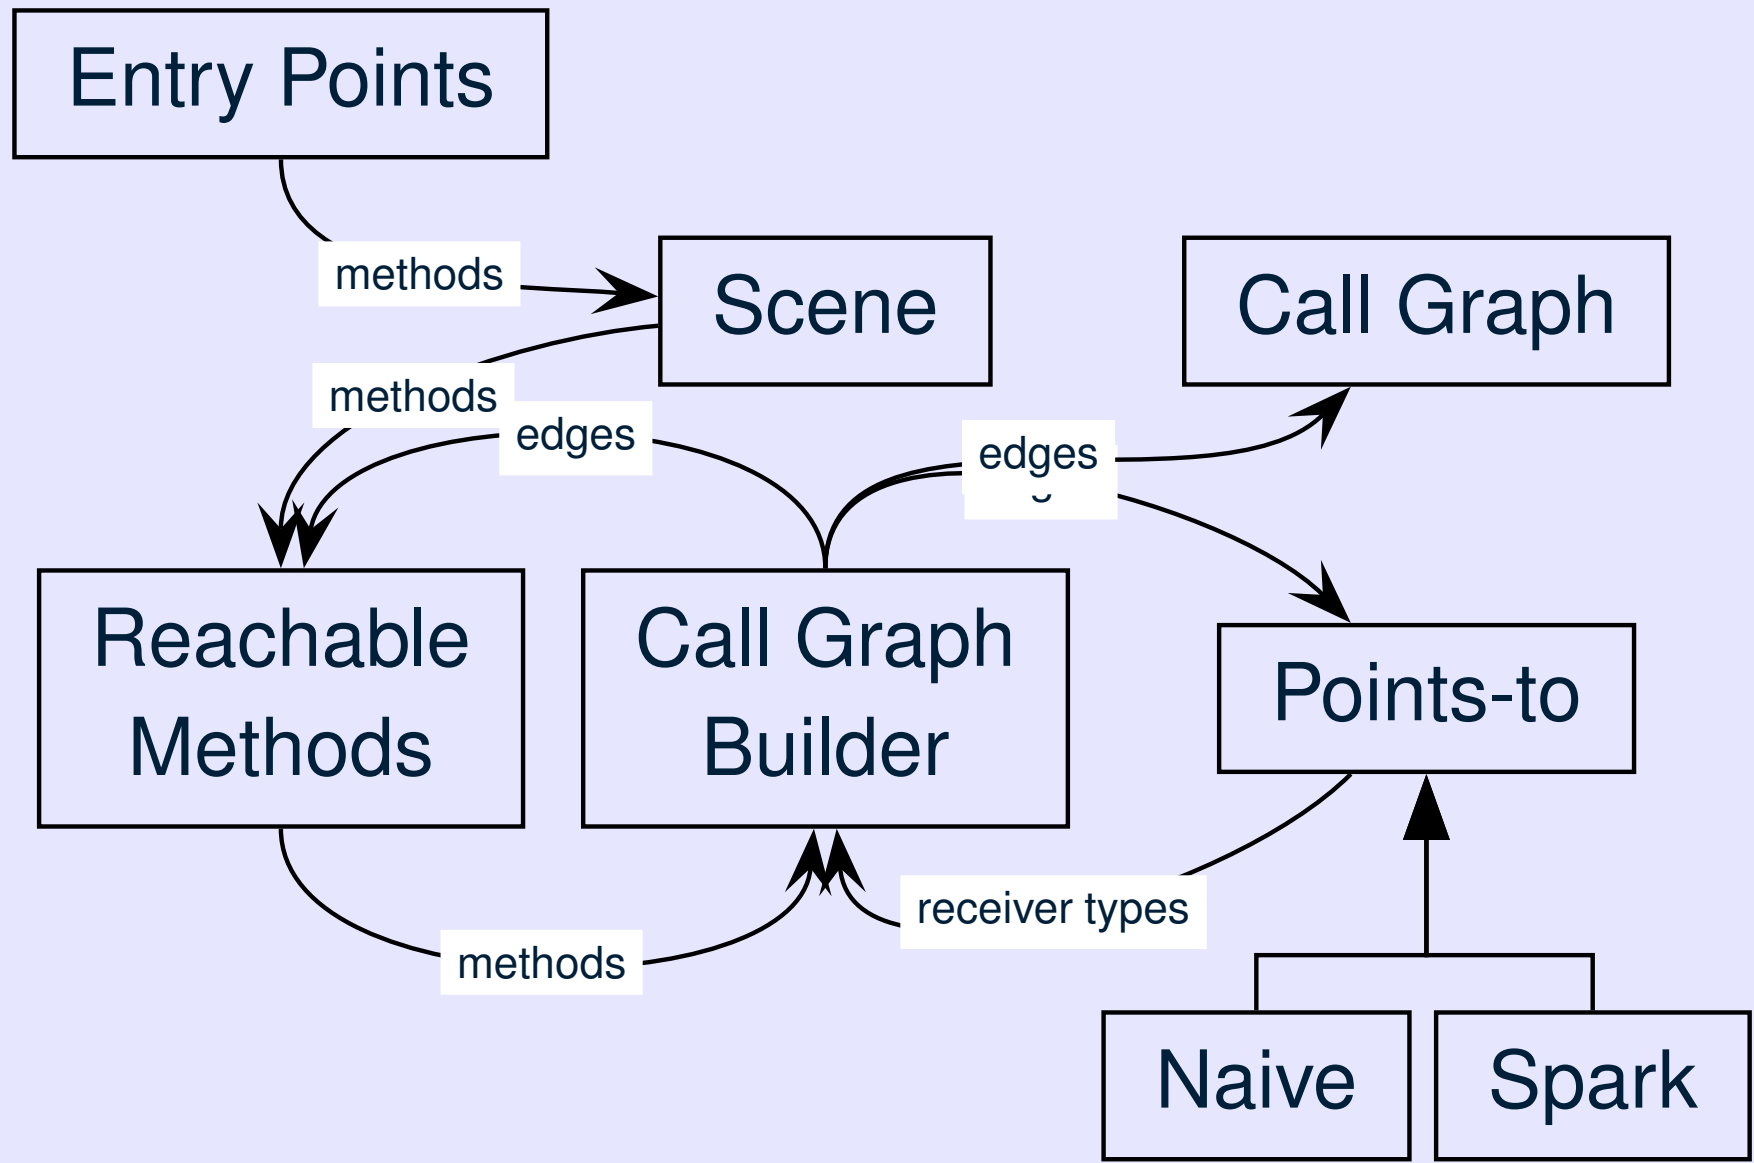 Entry Points
methods
Scene
Call Graph
methods
edges
edges
Reachable
Methods
Call Graph
Builder
Points-to
receiver types
methods
Naive
Spark